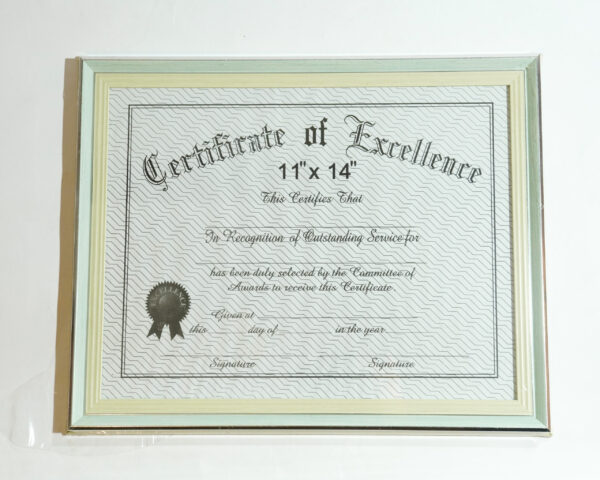 Certificate of Excellence
11" x 14"
This Certifies That
In Recognition of Outstanding Service for
has been duly selected by the Committee of
Awards to receive this Certificate
Given at
this day of in the year
Signature Signature